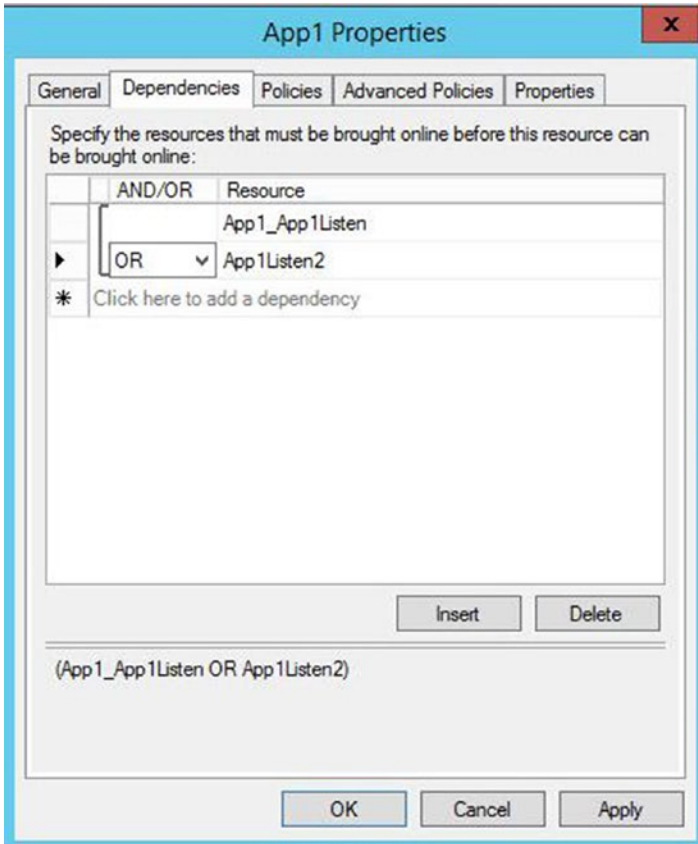 App1 Properties
x
General Dependencies Policies Advanced Policies Properties
Specify the resources that must be brought online before this resource can
be brought online:
AND/OR Resource
App1_App1Listen
OR App1Listen2
* Click here to add a dependency
Insert Delete
(App1_App1Listen OR App1Listen2)
OK Cancel Apply